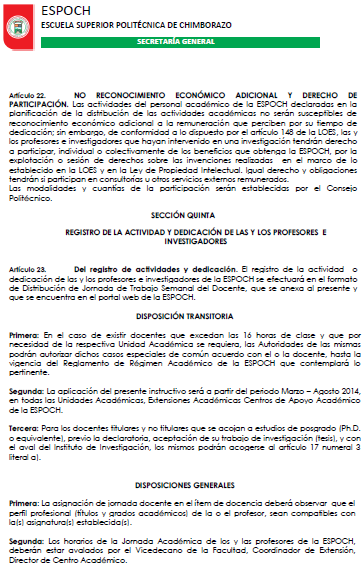 ESPOCH
ESCUELA SUPERIOR POLITÉCNICA DE CHIMBORAZO
SECRETARÍA GENERAL
Artículo 22. NO RECONOCIMIENTO ECONÓMICO ADICIONAL Y DERECHO DE
PARTICIPACIÓN. Las actividades del personal académico de la ESPOCH declaradas en la
planificación de la distribución de las actividades académicas no serán susceptibles de
reconocimiento económico adicional a la remuneración que perciben por su tiempo de
dedicación; sin embargo, de conformidad a lo dispuesto por el artículo 148 de la LOES, las y
los profesores e investigadores que hayan intervenido en una investigación tendrán derecho
a participar, individual o colectivamente de los beneficios que obtenga la ESPOCH, por la
explotación o sesión de derechos sobre las invenciones realizadas en el marco de lo
establecido en la LOES y en la Ley de Propiedad Intelectual. Igual derecho y obligaciones
tendrán si participan en consultorías u otros servicios externos remunerados.
Las modalidades y cuantías de la participación serán establecidas por el Consejo
Politécnico.
SECCIÓN QUINTA
REGISTRO DE LA ACTIVIDAD Y DEDICACIÓN DE LAS Y LOS PROFESORES E
INVESTIGADORES
Artículo 23. Del registro de actividades y dedicación. El registro de la actividad o
dedicación de las y los profesores e investigadores de la ESPOCH se efectuará en el formato
de Distribución de Jornada de Trabajo Semanal del Docente, que se anexa al presente y
que se encuentra en el portal web de la ESPOCH.
DISPOSICIÓN TRANSITORIA
Primera: En el caso de existir docentes que excedan las 16 horas de clase y que por
necesidad de la respectiva Unidad Académica se requiera, las Autoridades de las mismas
podrán autorizar dichos casos especiales de común acuerdo con el o la docente, hasta la
vigencia del Reglamento de Régimen Académico de la ESPOCH que contemplará lo
pertinente.
Segunda: La aplicación del presente instructivo será a partir del periodo Marzo – Agosto 2014,
en todas las Unidades Académicas, Extensiones Académicas Centros de Apoyo Académico
de la ESPOCH.
Tercera: Para los docentes titulares y no titulares que se acojan a estudios de posgrado (Ph.D.
o equivalente), previo la declaratoria, aceptación de su trabajo de investigación (tesis), y con
el aval del Instituto de Investigación, los mismos podrán acogerse al artículo 17 numeral 3
literal a).
DISPOSICIONES GENERALES
Primera: La asignación de jornada docente en el ítem de docencia deberá observar que el
perfil profesional (títulos y grados académicos) de la o el profesor, sean compatibles con
la(s) asignatura(s) establecida(s).
Segunda: Los horarios de la Jornada Académica de los y las profesores de la ESPOCH,
deberán estar avalados por el Vicedecano de la Facultad, Coordinador de Extensión,
Director de Centro Académico.